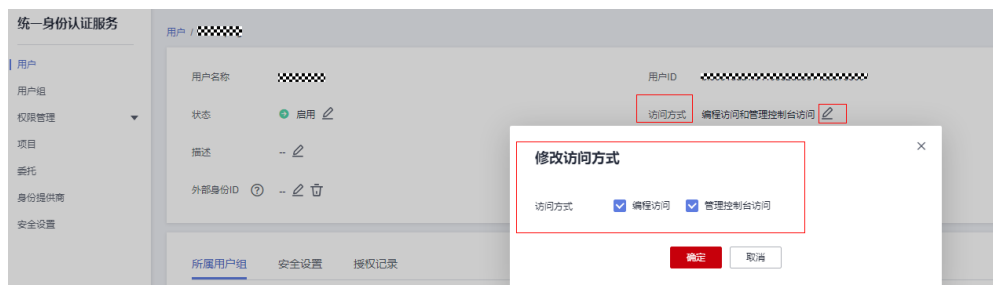 统一身份认证服务
用户 /
用户
用户组
权限管理
项目
委托
身份提供商
安全设置
用户名称
用户ID
状态 启用
访问方式 编程访问和管理控制台访问
描述 --
外部身份ID ? --
所属用户组 安全设置 授权记录
修改访问方式
访问方式 编程访问 管理控制台访问
确定 取消